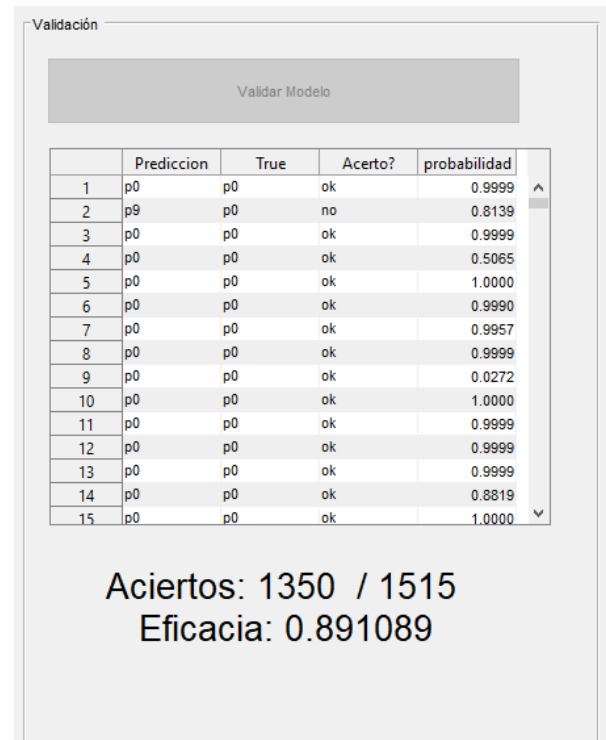 Validación
Validar Modelo
Prediccion True Acerto? probabilidad
1 p0 p0 ok 0.9999
2 p9 p0 no 0.8139
3 p0 p0 ok 0.9999
4 p0 p0 ok 0.5065
5 p0 p0 ok 1.0000
6 p0 p0 ok 0.9990
7 p0 p0 ok 0.9957
8 p0 p0 ok 0.9999
9 p0 p0 ok 0.0272
10 p0 p0 ok 1.0000
11 p0 p0 ok 0.9999
12 p0 p0 ok 0.9999
13 p0 p0 ok 0.9999
14 p0 p0 ok 0.8819
15 p0 p0 ok 1.0000
Aciertos: 1350 / 1515
Eficacia: 0.891089